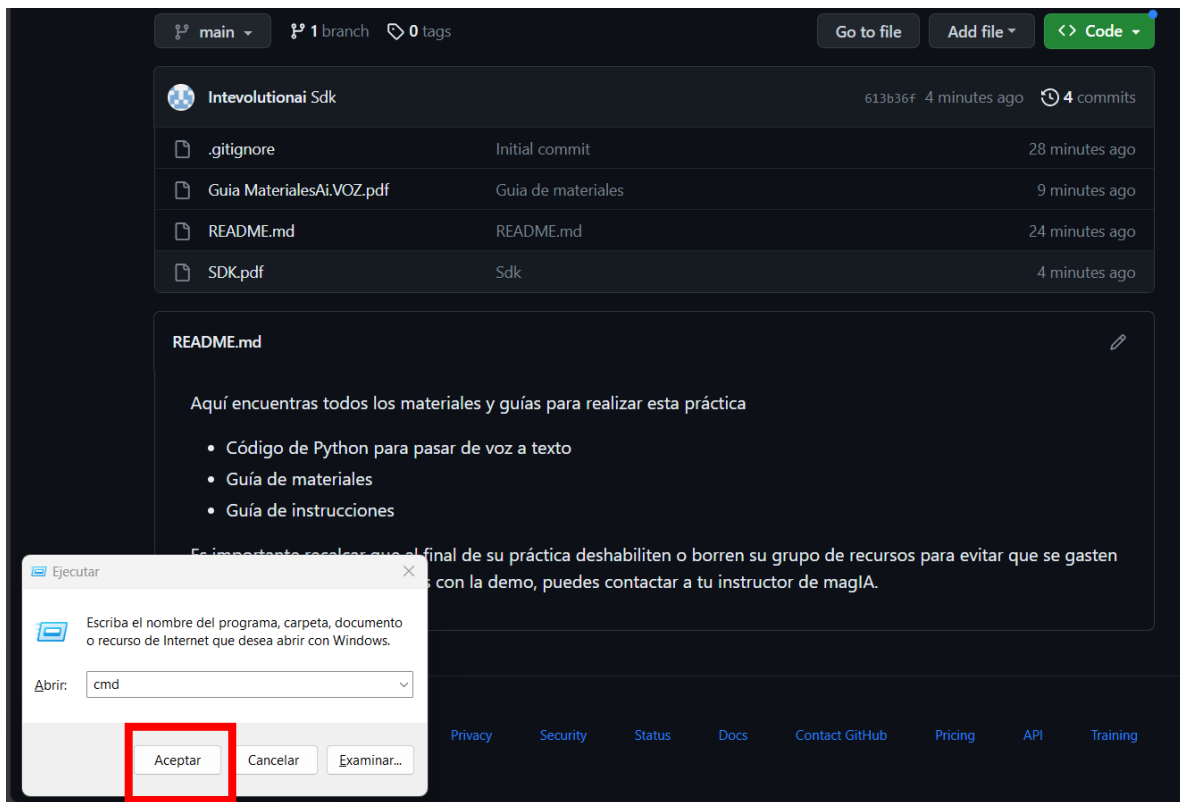 main 1 branch 0 tags Go to file Add file <> Code
Intevolutionai Sdk 613b36f 4 minutes ago 4 commits
.gitignore Initial commit 28 minutes ago
Guia MaterialesAi.VOZ.pdf Guia de materiales 9 minutes ago
README.md README.md 24 minutes ago
SDK.pdf Sdk 4 minutes ago
README.md
Aquí encuentras todos los materiales y guías para realizar esta práctica
• Código de Python para pasar de voz a texto
• Guía de materiales
• Guía de instrucciones
Es importante recalcar que al final de su práctica deshabiliten o borren su grupo de recursos para evitar que se gasten
con la demo, puedes contactar a tu instructor de magIA.
Ejecutar
Escriba el nombre del programa, carpeta, documento
o recurso de Internet que desea abrir con Windows.
Abrir: cmd
Aceptar Cancelar Examinar...
Privacy Security Status Docs Contact GitHub Pricing API Training